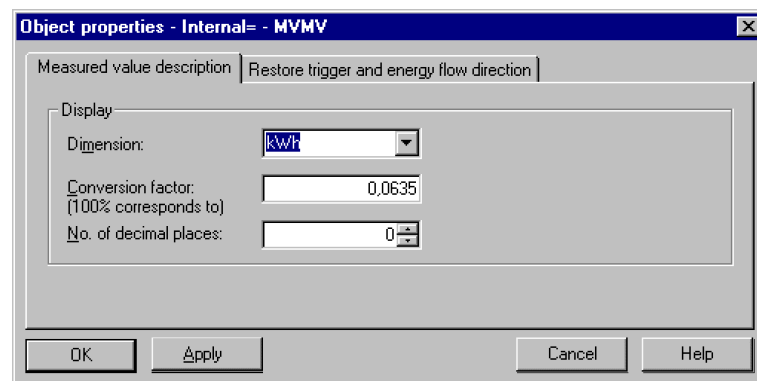 Object properties - Internal= - MVMV
Measured value description
Restore trigger and energy flow direction
Display
Dimension:
kWh
Conversion factor:
0,0635
(100% corresponds to)
No. of decimal places:
0
OK
Apply
Cancel
Help